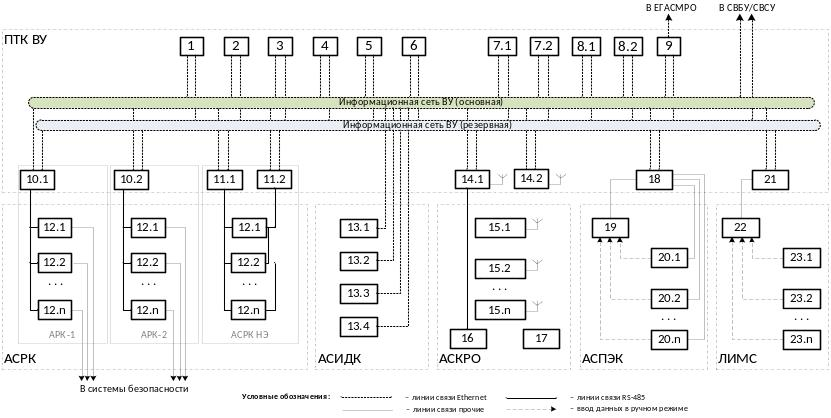 В ЕГАСМРО В СВБУ/СВСУ
ПТК ВУ
1 2 3 4 5 6 7.1 7.2 8.1 8.2 9
Информационная сеть ВУ (основная)
Информационная сеть ВУ (резервная)
10.1 10.2 11.1 11.2 14.1 14.2 18 21
12.1 12.1 12.1 13.1 15.1 19 22
12.2 12.2 12.2 13.2 15.2 20.1 23.1
... ... ... 13.3 ... 20.2 23.2
12.n 12.n 12.n 13.4 15.n ... ...
АРК-1 АРК-2 АСРК НЭ 16 17 20.n 23.n
АСРК АСИДК АСКРО АСПЭК ЛИМС
В системы безопасности
Условные обозначения: – линии связи Ethernet – линии связи RS-485
– линии связи прочие – ввод данных в ручном режиме